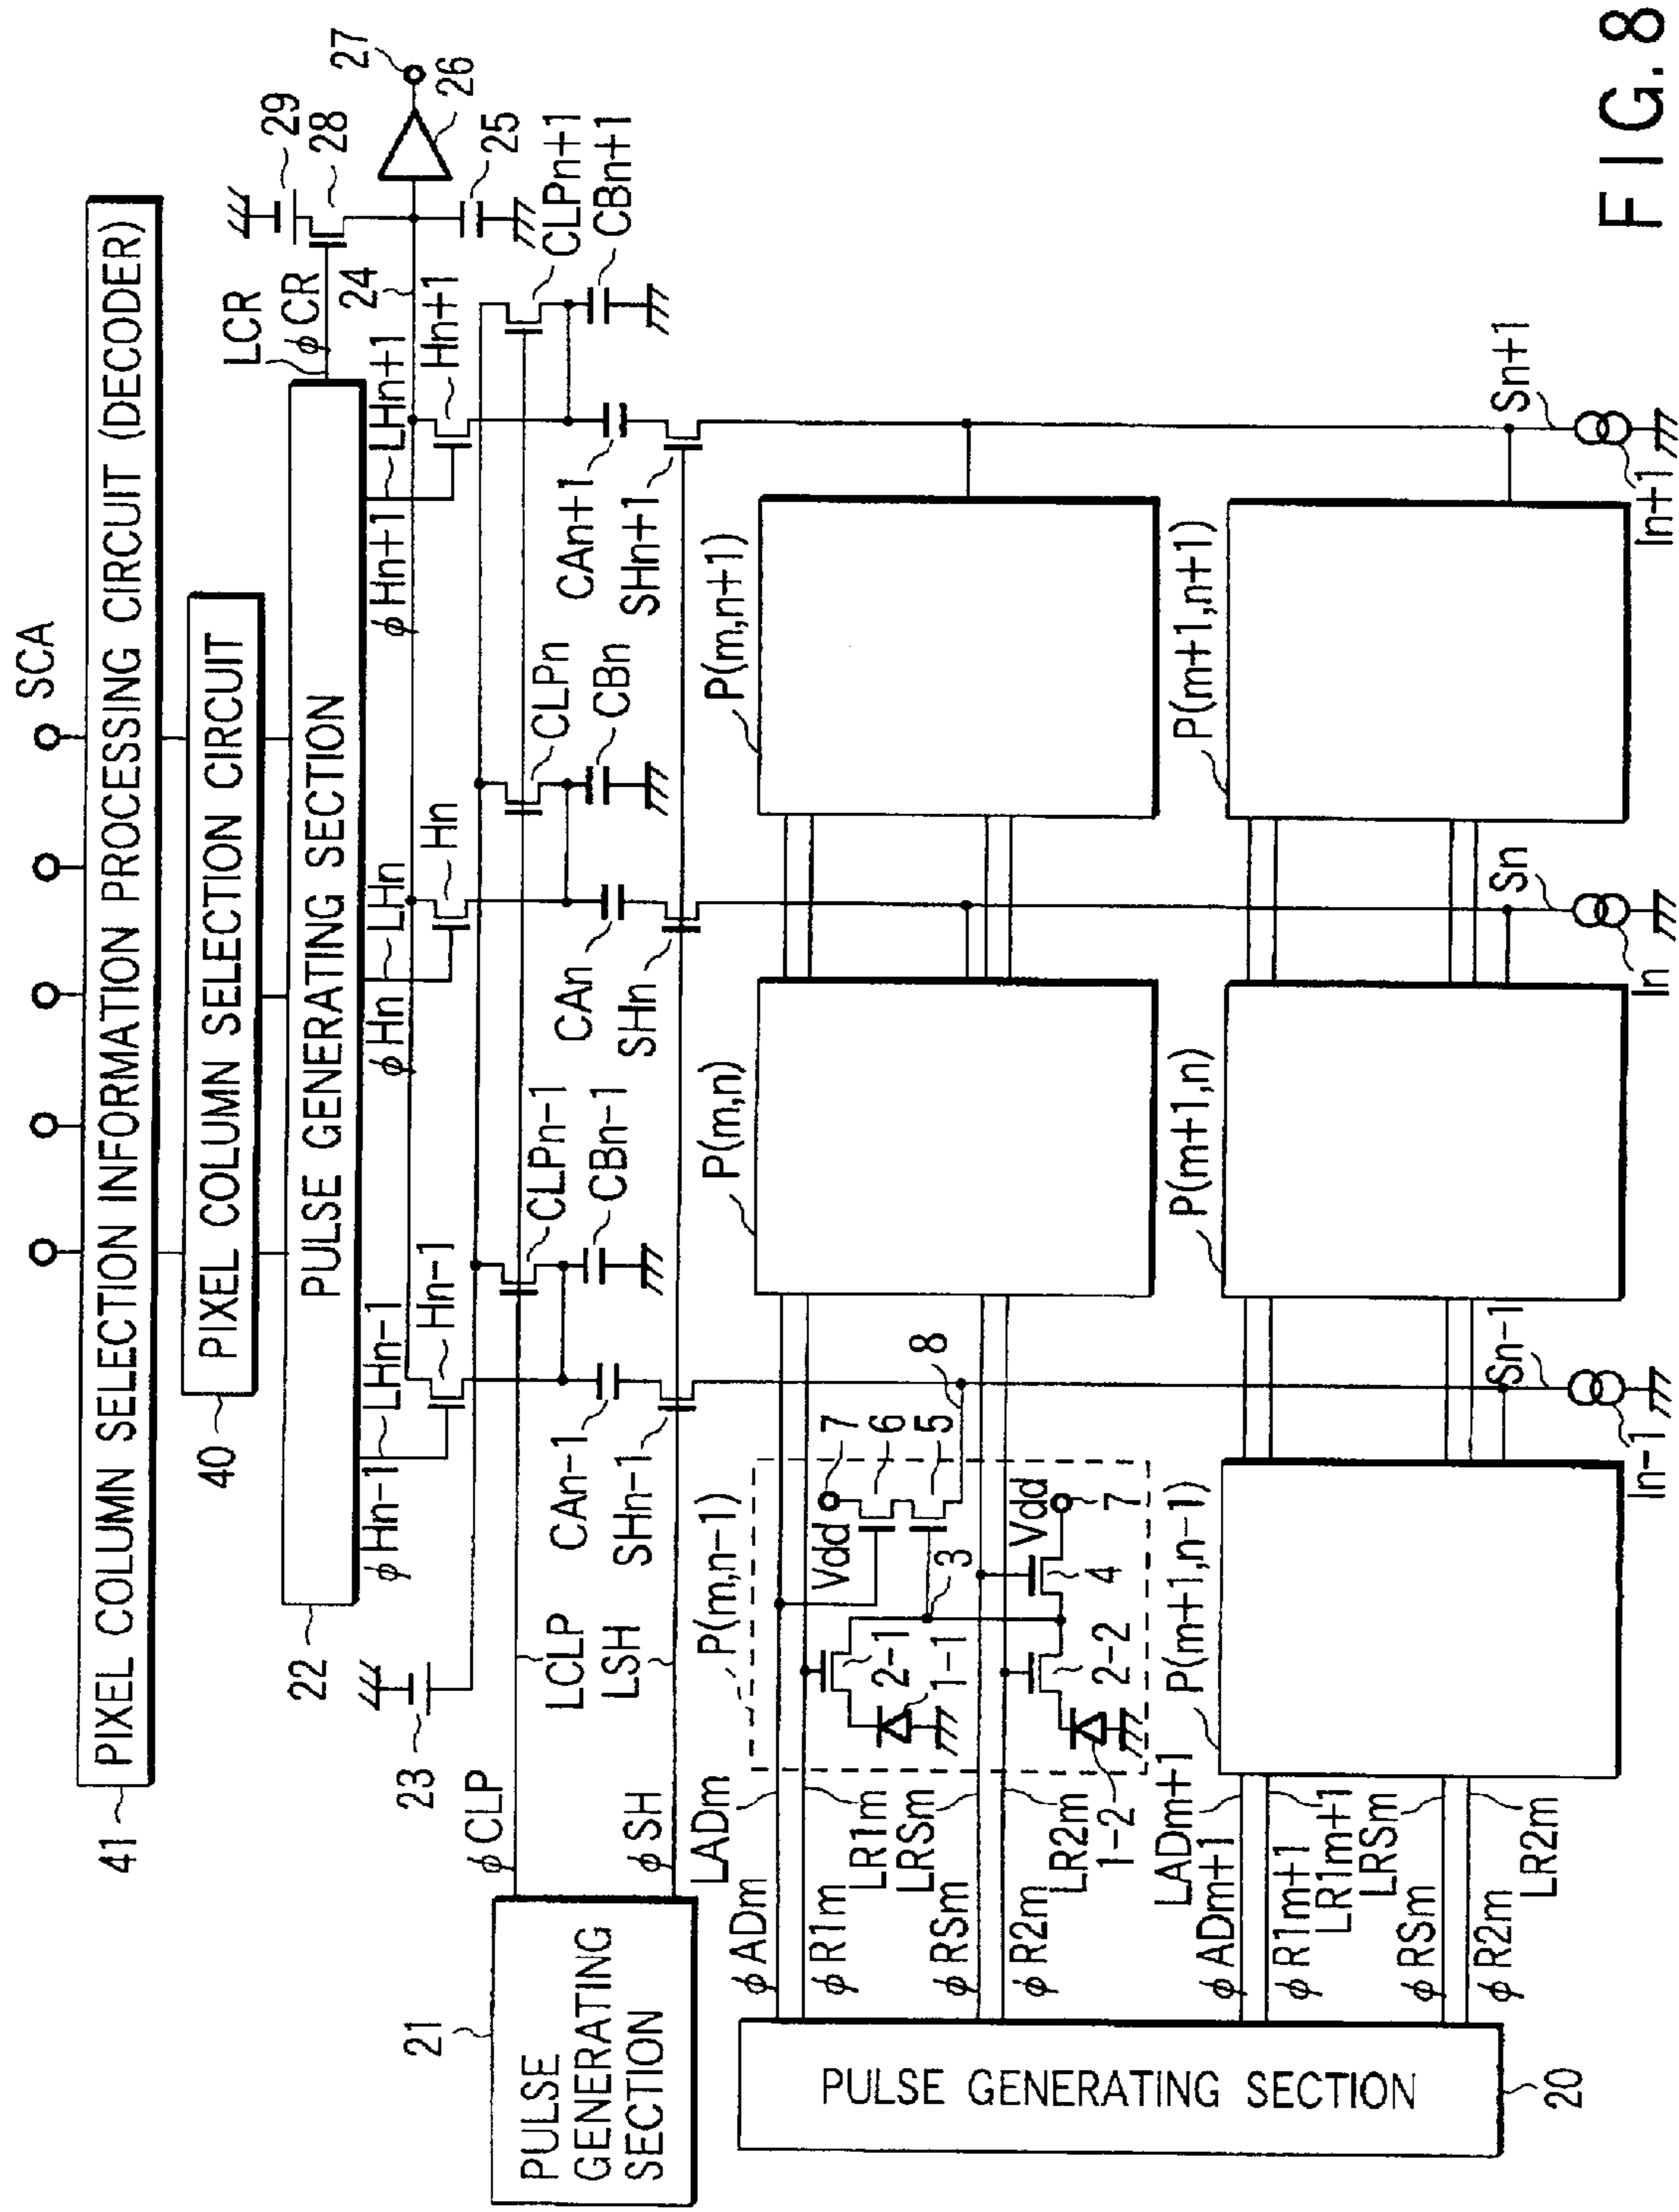 SCA
41
PIXEL COLUMN SELECTION INFORMATION PROCESSING CIRCUIT (DECODER)
40
PIXEL COLUMN SELECTION CIRCUIT
22
PULSE GENERATING SECTION
LCR
ϕCR
29
28
27
26
25
24
23
ϕHn-1
LHn-1
Hn-1
ϕHn
LHn
Hn
ϕHn+1
LHn+1
Hn+1
21
PULSE
GENERATING
SECTION
ϕCLP
LCLP
CLPn-1
CLPn
CLPn+1
CBn-1
CBn
CBn+1
CAn-1
CAn
CAn+1
ϕSH
LSH
SHn-1
SHn
SHn+1
P(m,n-1)
P(m,n)
P(m,n+1)
LADm
ϕADm
ϕR1m
LR1m
LRSm
ϕRSm
ϕR2m
LR2m
Vdd
7
6
5
8
3
2-1
1-1
Vdd
7
4
2-2
1-2
P(m+1,n-1)
P(m+1,n)
P(m+1,n+1)
LADm+1
ϕADm+1
ϕR1m+1
LR1m+1
LRSm
ϕRSm
ϕR2m
LR2m
Sn-1
Sn
Sn+1
In-1
In
In+1
PULSE GENERATING SECTION
20
FIG. 8